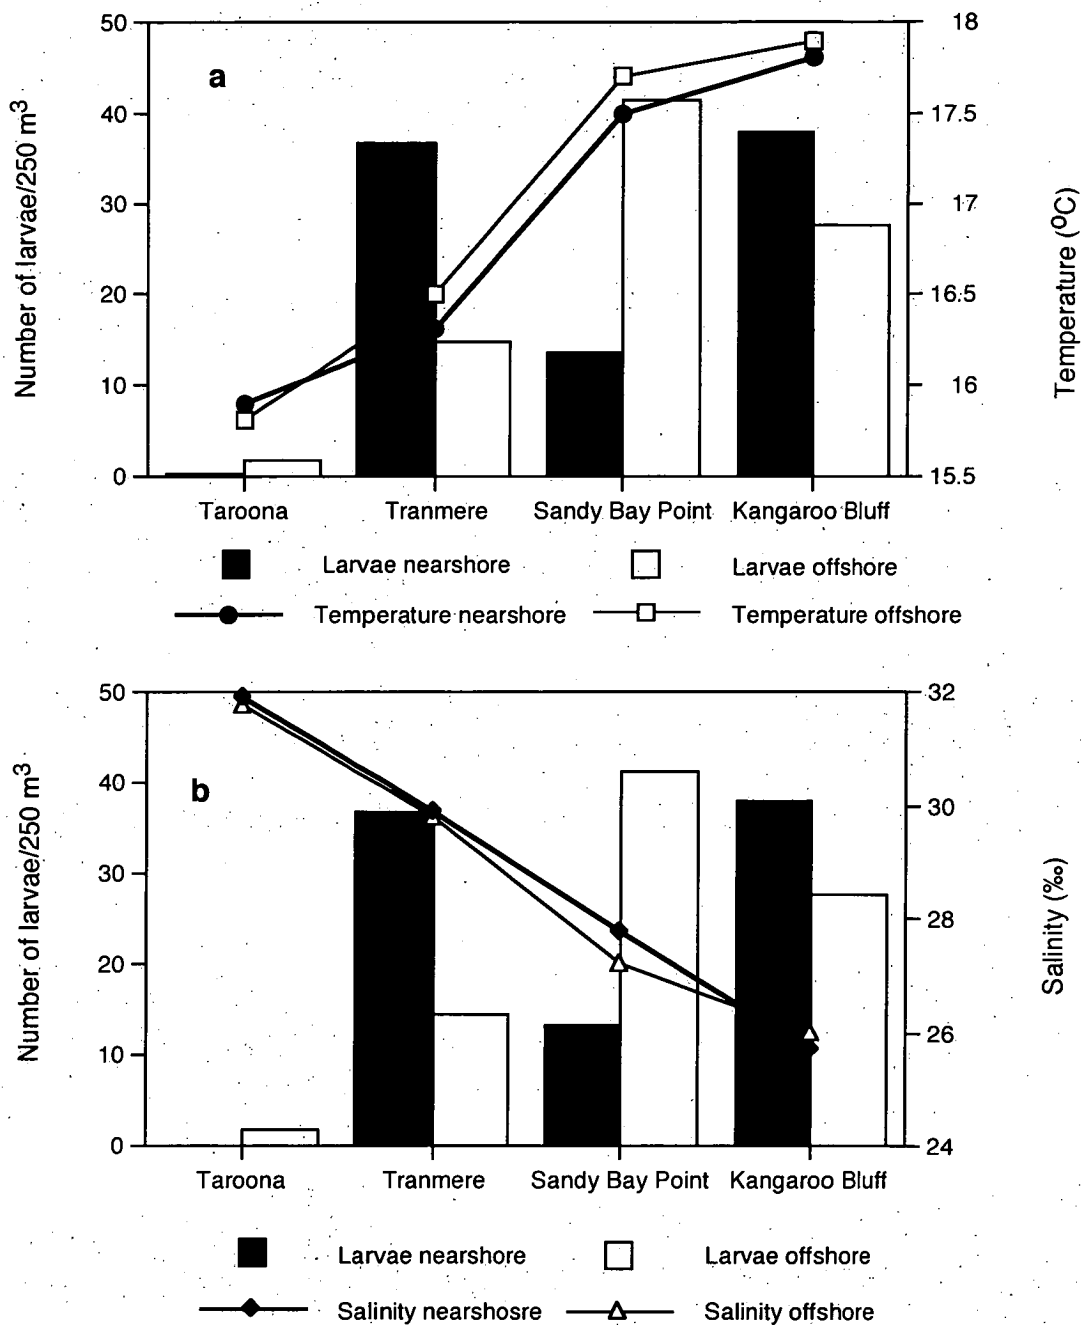 50
40
30
20
10
0
Number of larvae/250 m³
a
18
17.5
17
16.5
16
15.5
Temperature (ºC)
Taroona Tranmere Sandy Bay Point Kangaroo Bluff
Larvae nearshore Larvae offshore
Temperature nearshore Temperature offshore
50
40
30
20
10
0
Number of larvae/250 m³
b
32
30
28
26
24
Salinity (‰)
Taroona Tranmere Sandy Bay Point Kangaroo Bluff
Larvae nearshore Larvae offshore
Salinity nearshosre Salinity offshore